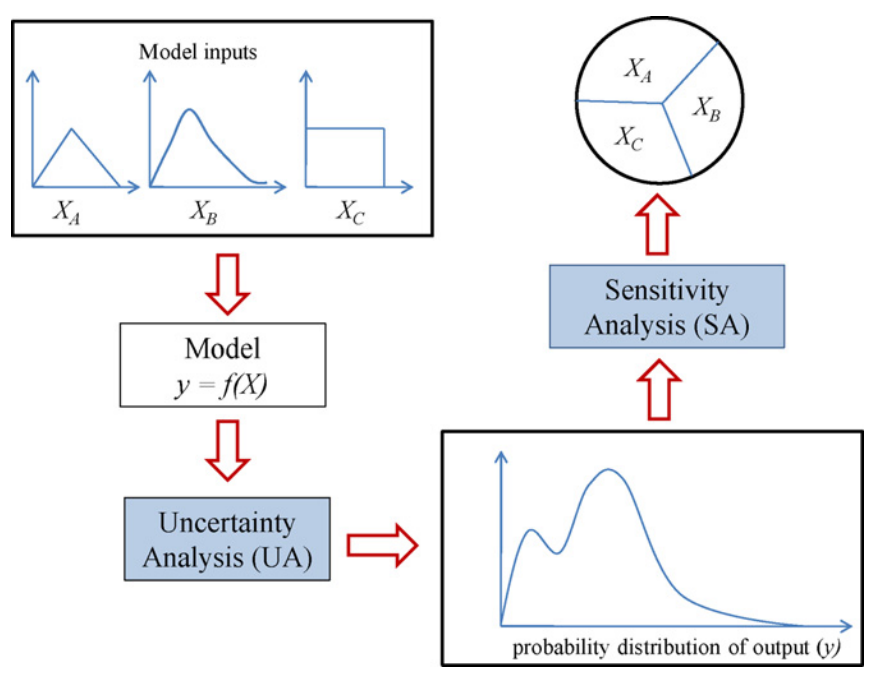 Model inputs
X_A
X_B
X_C
Model
y = f(X)
Uncertainty
Analysis (UA)
probability distribution of output (y)
Sensitivity
Analysis (SA)
X_A
X_B
X_C